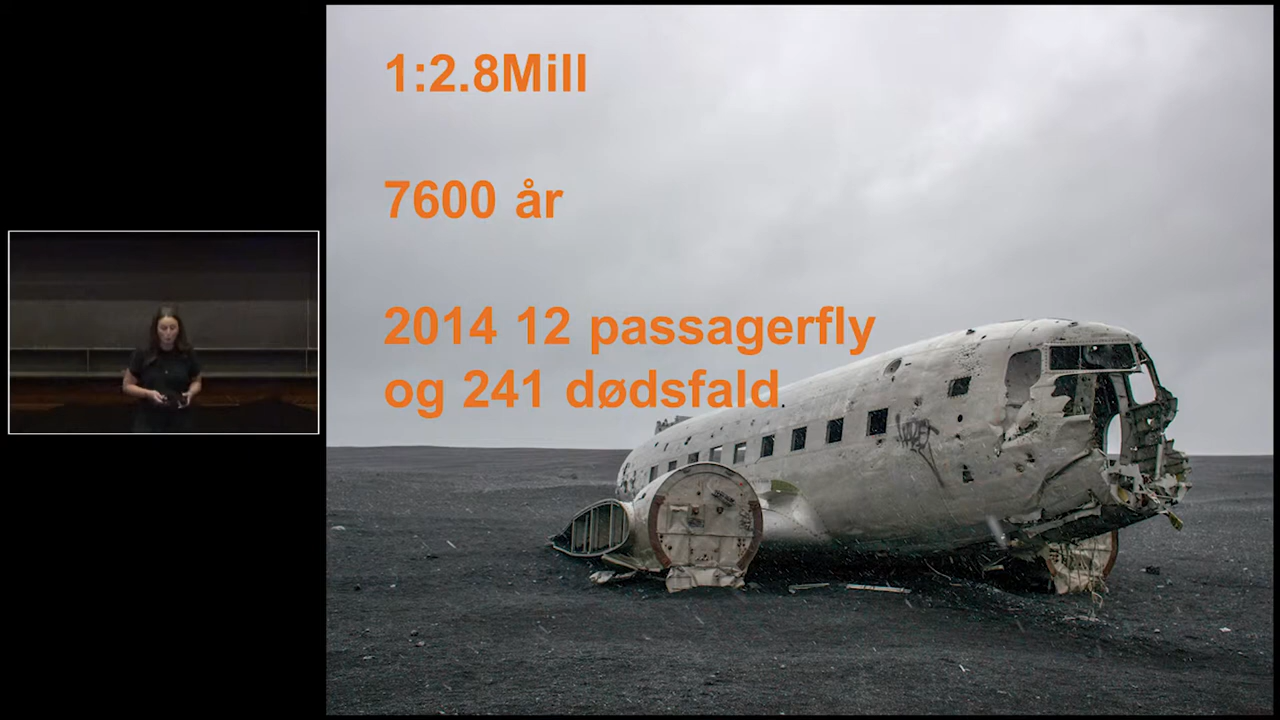 1:2.8Mill
7600 år
2014 12 passagerfly
og 241 dødsfald.